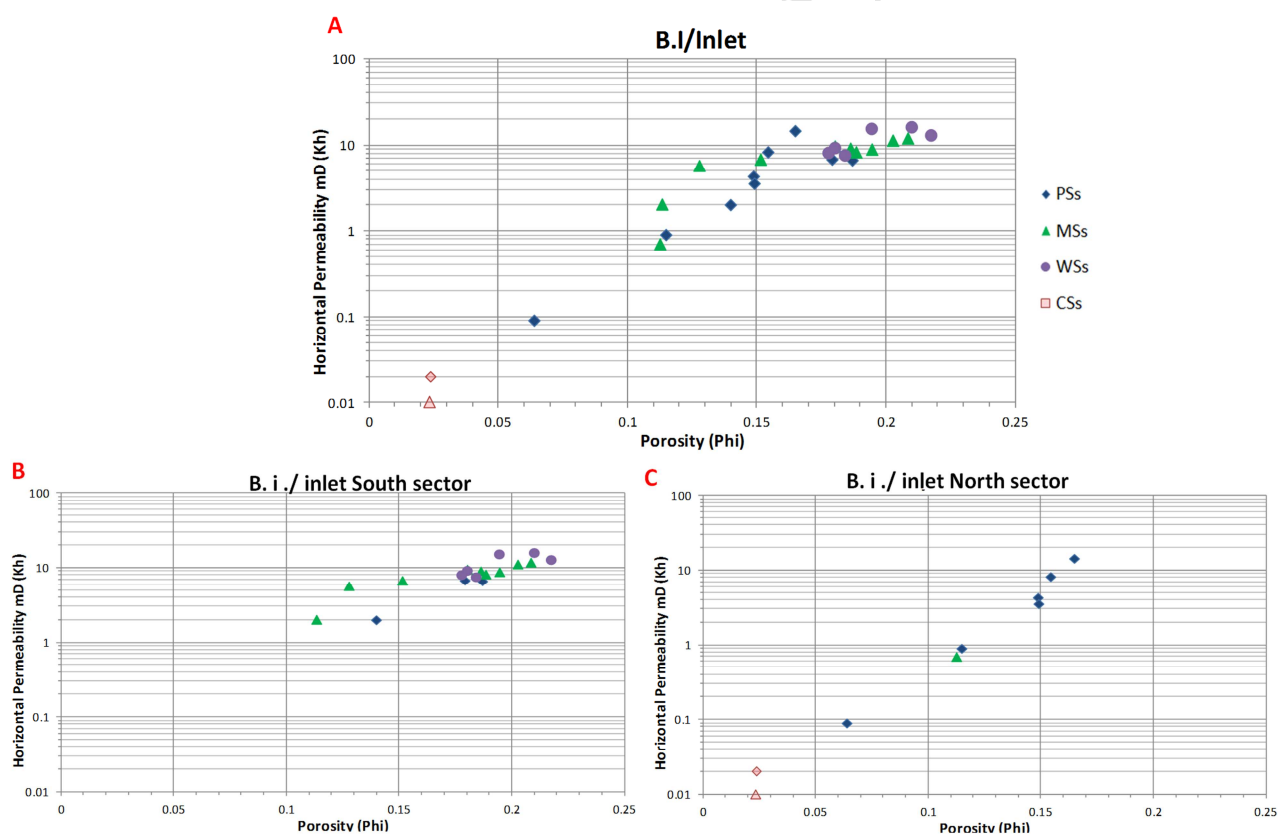 A
B.I/Inlet
Horizontal Permeability mD (Kh)
100
10
1
0.1
0.01
0
0.05
0.1
0.15
0.2
0.25
Porosity (Phi)
PSs
MSs
WSs
CSs
B
B. i ./ inlet South sector
Horizontal Permeability mD (Kh)
100
10
1
0.1
0.01
0
0.05
0.1
0.15
0.2
0.25
Porosity (Phi)
C
B. i ./ inlet North sector
Horizontal Permeability mD (Kh)
100
10
1
0.1
0.01
0
0.05
0.1
0.15
0.2
0.25
Porosity (Phi)